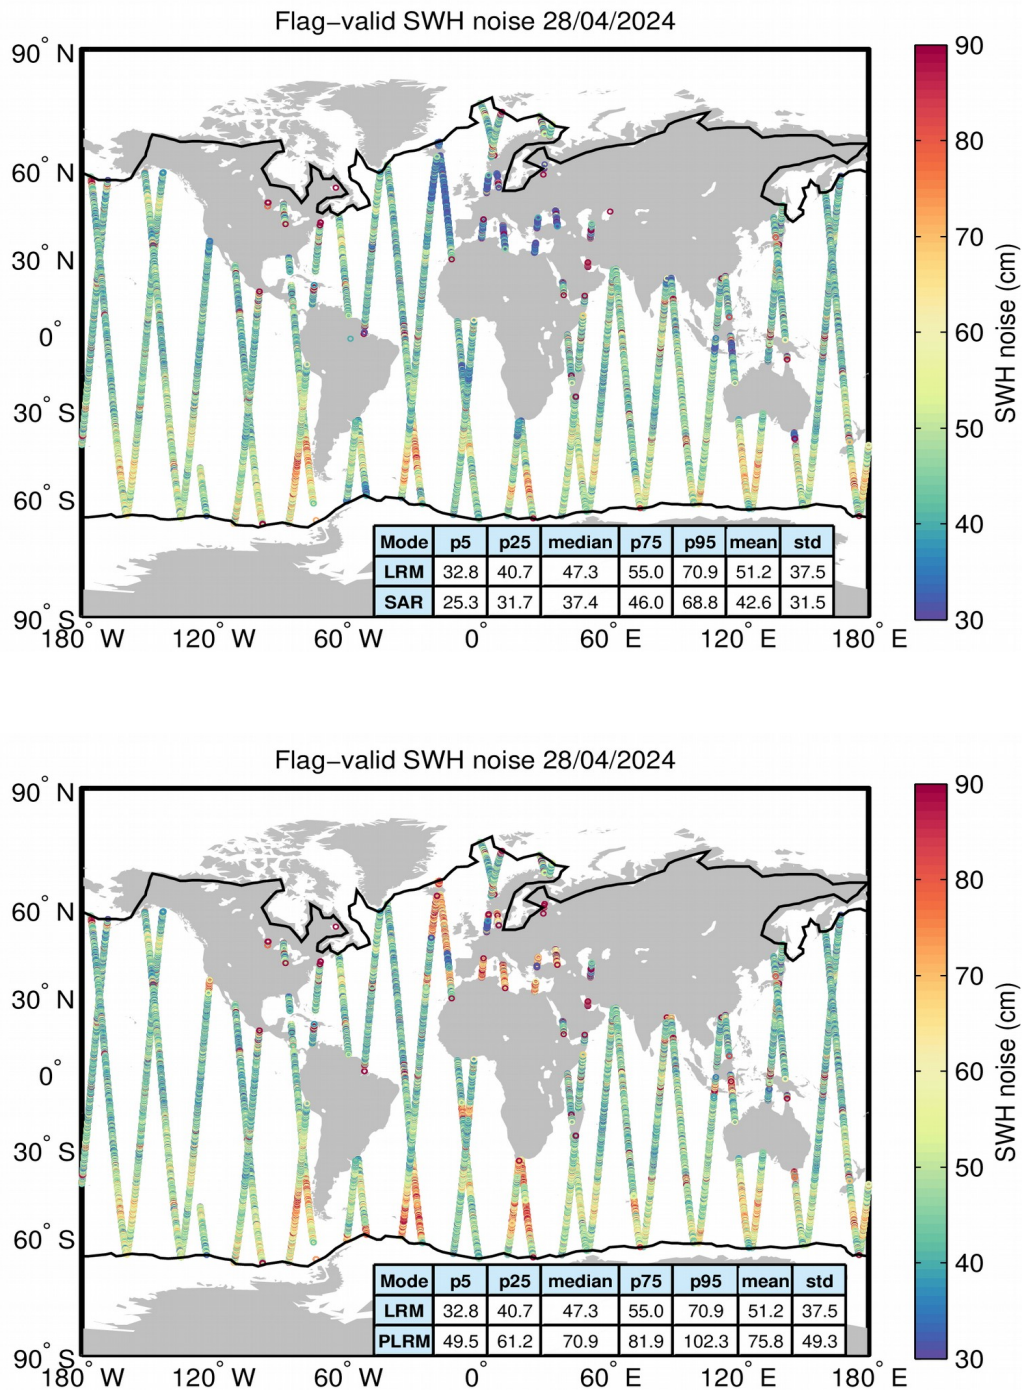 Flag−valid SWH noise 28/04/2024
90° N
60° N
30° N
0°
30° S
60° S
90° S
180° W 120° W 60° W 0° 60° E 120° E 180° E
90
80
70
60
50
40
30
SWH noise (cm)
Mode p5 p25 median p75 p95 mean std
LRM 32.8 40.7 47.3 55.0 70.9 51.2 37.5
SAR 25.3 31.7 37.4 46.0 68.8 42.6 31.5
Flag−valid SWH noise 28/04/2024
90° N
60° N
30° N
0°
30° S
60° S
90° S
180° W 120° W 60° W 0° 60° E 120° E 180° E
90
80
70
60
50
40
30
SWH noise (cm)
Mode p5 p25 median p75 p95 mean std
LRM 32.8 40.7 47.3 55.0 70.9 51.2 37.5
PLRM 49.5 61.2 70.9 81.9 102.3 75.8 49.3